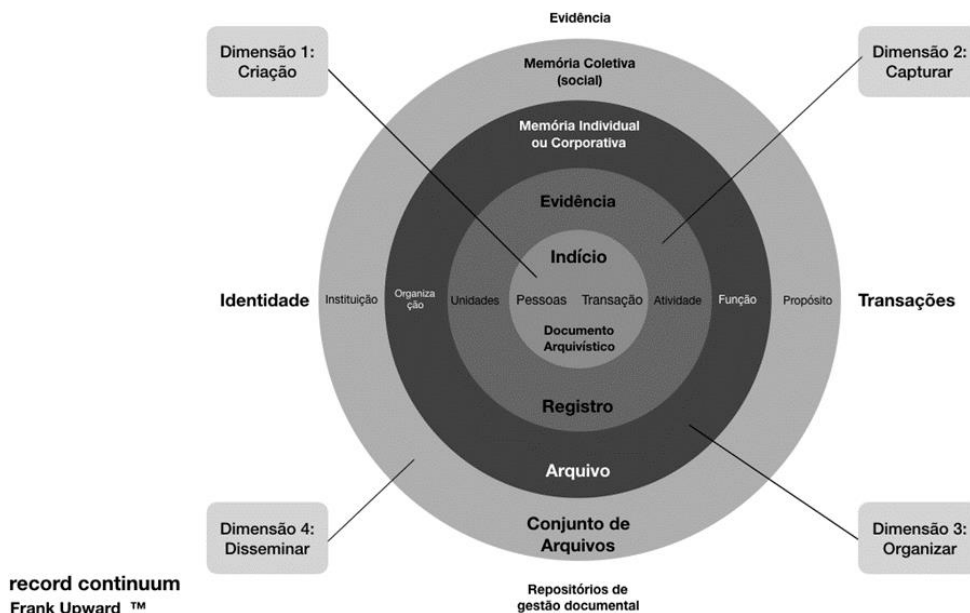 Evidência
Dimensão 1:
Criação
Dimensão 2:
Capturar
Memória Coletiva
(social)
Memória Individual
ou Corporativa
Evidência
Indício
Identidade
Instituição
Organiza
ção
Unidades
Pessoas
Transação
Atividade
Função
Propósito
Transações
Documento
Arquivístico
Registro
Arquivo
Conjunto de
Arquivos
Dimensão 4:
Disseminar
Dimensão 3:
Organizar
Repositórios de
gestão documental
record continuum
Frank Upward ™